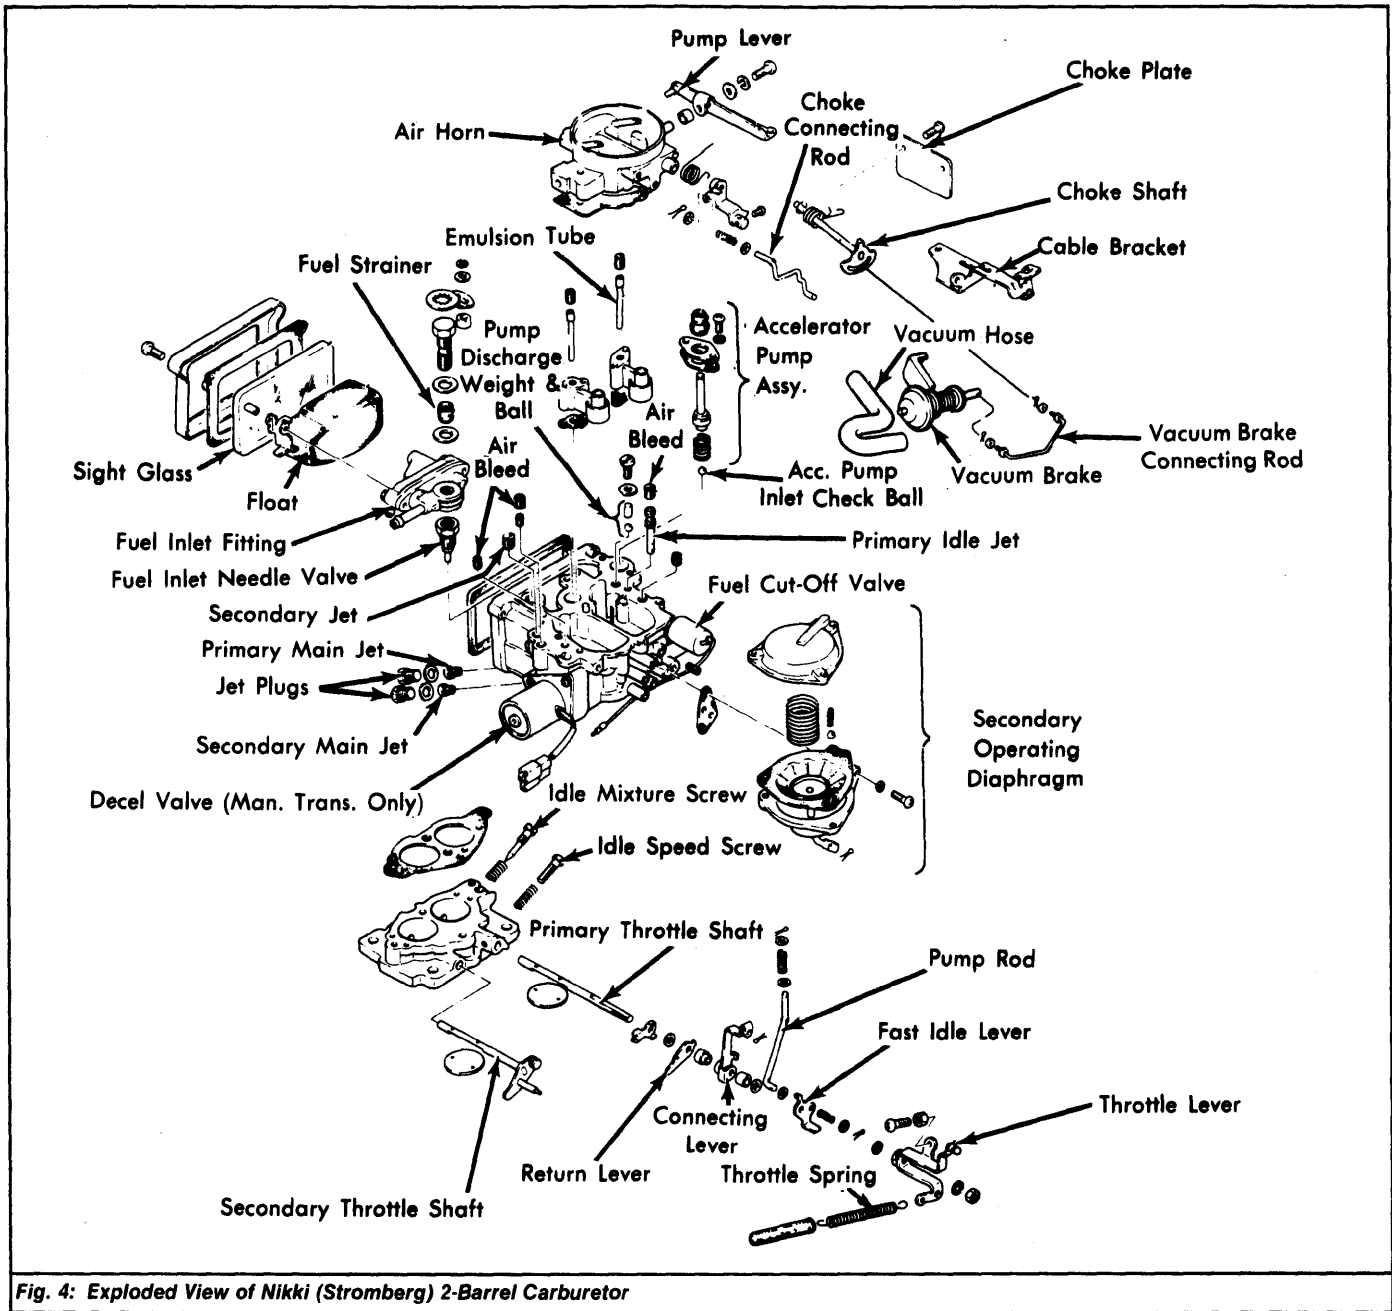 Pump Lever
Choke Plate
Choke
Connecting
Rod
Air Horn
Choke Shaft
Emulsion Tube
Cable Bracket
Fuel Strainer
Pump
Discharge
Weight &
Ball
Accelerator
Pump
Assy.
Vacuum Hose
Air
Bleed
Air
Bleed
Vacuum Brake
Connecting Rod
Sight Glass
Float
Acc. Pump
Inlet Check Ball
Vacuum Brake
Fuel Inlet Fitting
Primary Idle Jet
Fuel Inlet Needle Valve
Fuel Cut-Off Valve
Secondary Jet
Primary Main Jet
Jet Plugs
Secondary
Operating
Diaphragm
Secondary Main Jet
Decel Valve (Man. Trans. Only)
Idle Mixture Screw
Idle Speed Screw
Primary Throttle Shaft
Pump Rod
Fast Idle Lever
Connecting
Lever
Throttle Lever
Return Lever
Throttle Spring
Secondary Throttle Shaft
Fig. 4: Exploded View of Nikki (Stromberg) 2-Barrel Carburetor